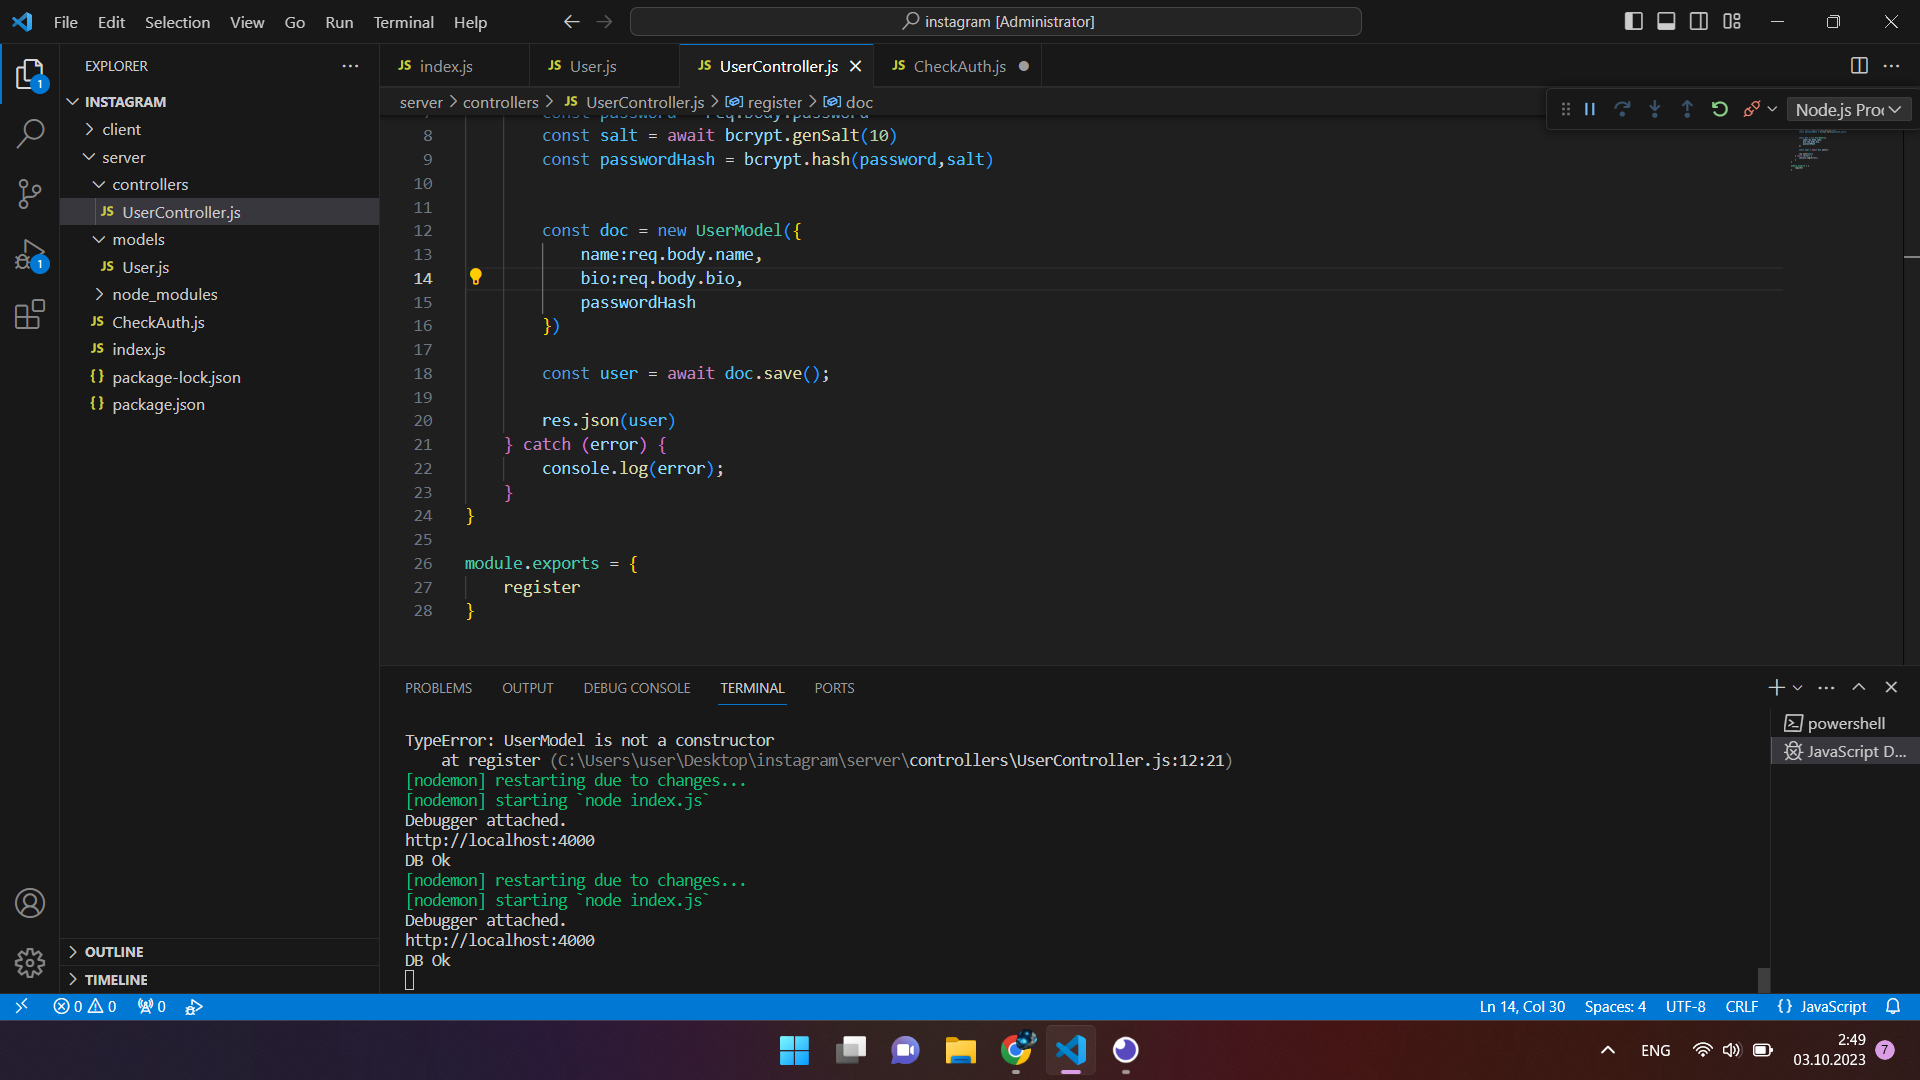 File Edit Selection View Go Run Terminal Help
instagram [Administrator]
EXPLORER
1
INSTAGRAM
client
server
controllers
JS UserController.js
models
JS User.js
node_modules
JS CheckAuth.js
JS index.js
{} package-lock.json
{} package.json
1
OUTLINE
TIMELINE
JS index.js
JS User.js
JS UserController.js
JS CheckAuth.js
server > controllers > JS UserController.js > register > doc
Node.js Proc
7 const password = req.body.password
8 const salt = await bcrypt.genSalt(10)
9 const passwordHash = bcrypt.hash(password,salt)
10
11
12 const doc = new UserModel({
13 name:req.body.name,
14 bio:req.body.bio,
15 passwordHash
16 })
17
18 const user = await doc.save();
19
20 res.json(user)
21 } catch (error) {
22 console.log(error);
23 }
24 }
25
26 module.exports = {
27 register
28 }
PROBLEMS OUTPUT DEBUG CONSOLE TERMINAL PORTS
powershell
JavaScript D...
TypeError: UserModel is not a constructor
at register (C:\Users\user\Desktop\instagram\server\controllers\UserController.js:12:21)
[nodemon] restarting due to changes...
[nodemon] starting `node index.js`
Debugger attached.
http://localhost:4000
DB Ok
[nodemon] restarting due to changes...
[nodemon] starting `node index.js`
Debugger attached.
http://localhost:4000
DB Ok
0 0 0
Ln 14, Col 30 Spaces: 4 UTF-8 CRLF {} JavaScript
ENG
2:49
03.10.2023
7